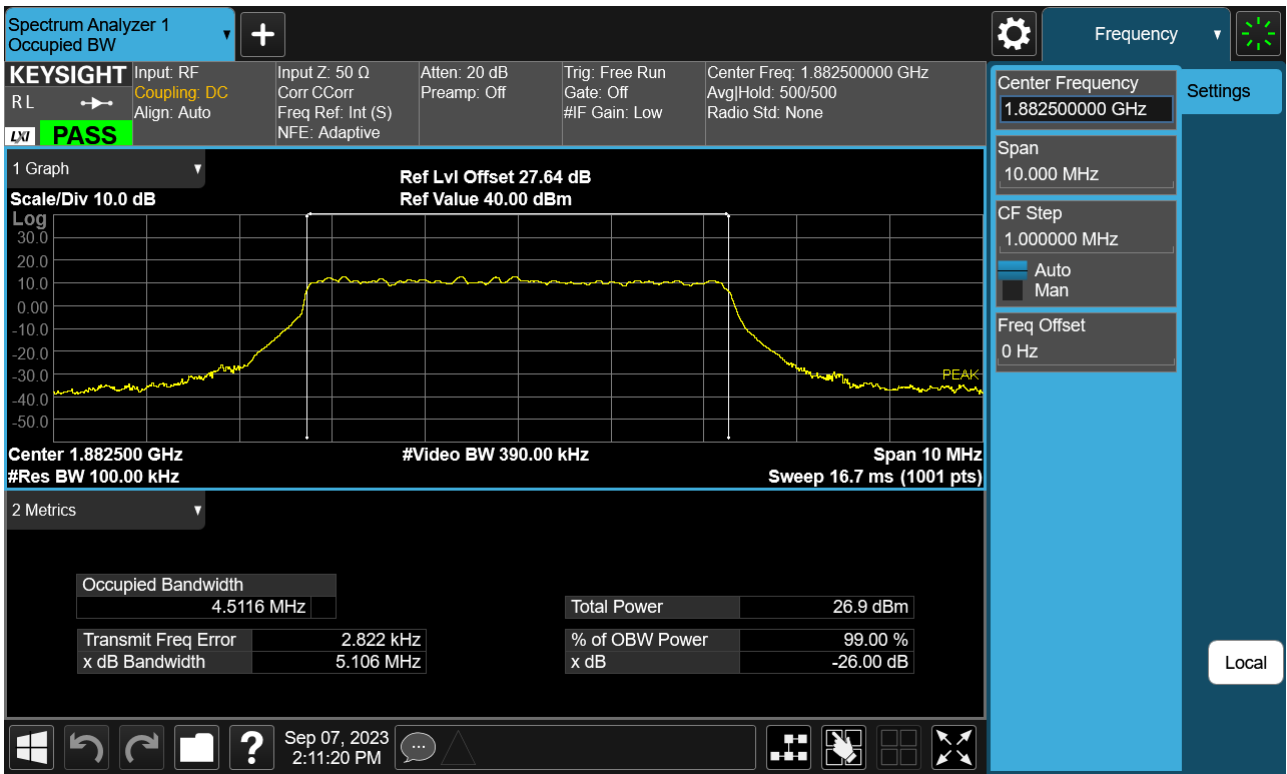 Spectrum Analyzer 1
Occupied BW
+
Frequency
KEYSIGHT
R L
LXI
PASS
Input: RF
Coupling: DC
Align: Auto
Input Z: 50 Ω
Corr CCorr
Freq Ref: Int (S)
NFE: Adaptive
Atten: 20 dB
Preamp: Off
Trig: Free Run
Gate: Off
#IF Gain: Low
Center Freq: 1.882500000 GHz
Avg|Hold: 500/500
Radio Std: None
Center Frequency
1.882500000 GHz
Settings
Span
10.000 MHz
CF Step
1.000000 MHz
Auto
Man
Freq Offset
0 Hz
1 Graph
Scale/Div 10.0 dB
Ref Lvl Offset 27.64 dB
Ref Value 40.00 dBm
Log
30.0
20.0
10.0
0.00
-10.0
-20.0
-30.0
-40.0
-50.0
PEAK
Center 1.882500 GHz
#Video BW 390.00 kHz
Span 10 MHz
#Res BW 100.00 kHz
Sweep 16.7 ms (1001 pts)
2 Metrics
Occupied Bandwidth
4.5116 MHz
Total Power 26.9 dBm
Transmit Freq Error 2.822 kHz
% of OBW Power 99.00 %
x dB Bandwidth 5.106 MHz
x dB -26.00 dB
Local
?
Sep 07, 2023
2:11:20 PM